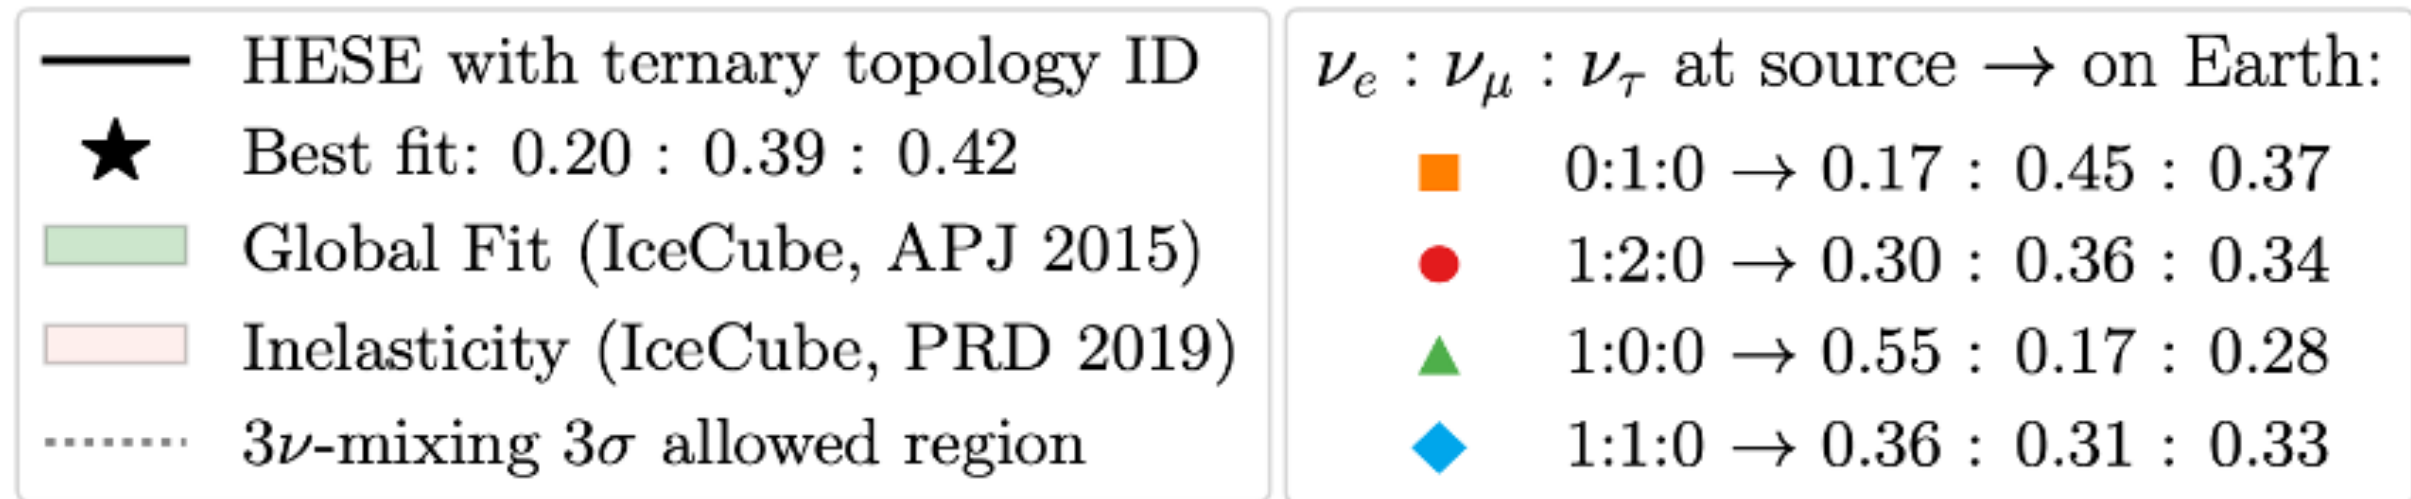 HESE with ternary topology ID
Best fit: 0.20 : 0.39 : 0.42
Global Fit (IceCube, APJ 2015)
Inelasticity (IceCube, PRD 2019)
3ν-mixing 3σ allowed region
νₑ : ν_μ : ν_τ at source → on Earth:
0:1:0 → 0.17 : 0.45 : 0.37
1:2:0 → 0.30 : 0.36 : 0.34
1:0:0 → 0.55 : 0.17 : 0.28
1:1:0 → 0.36 : 0.31 : 0.33